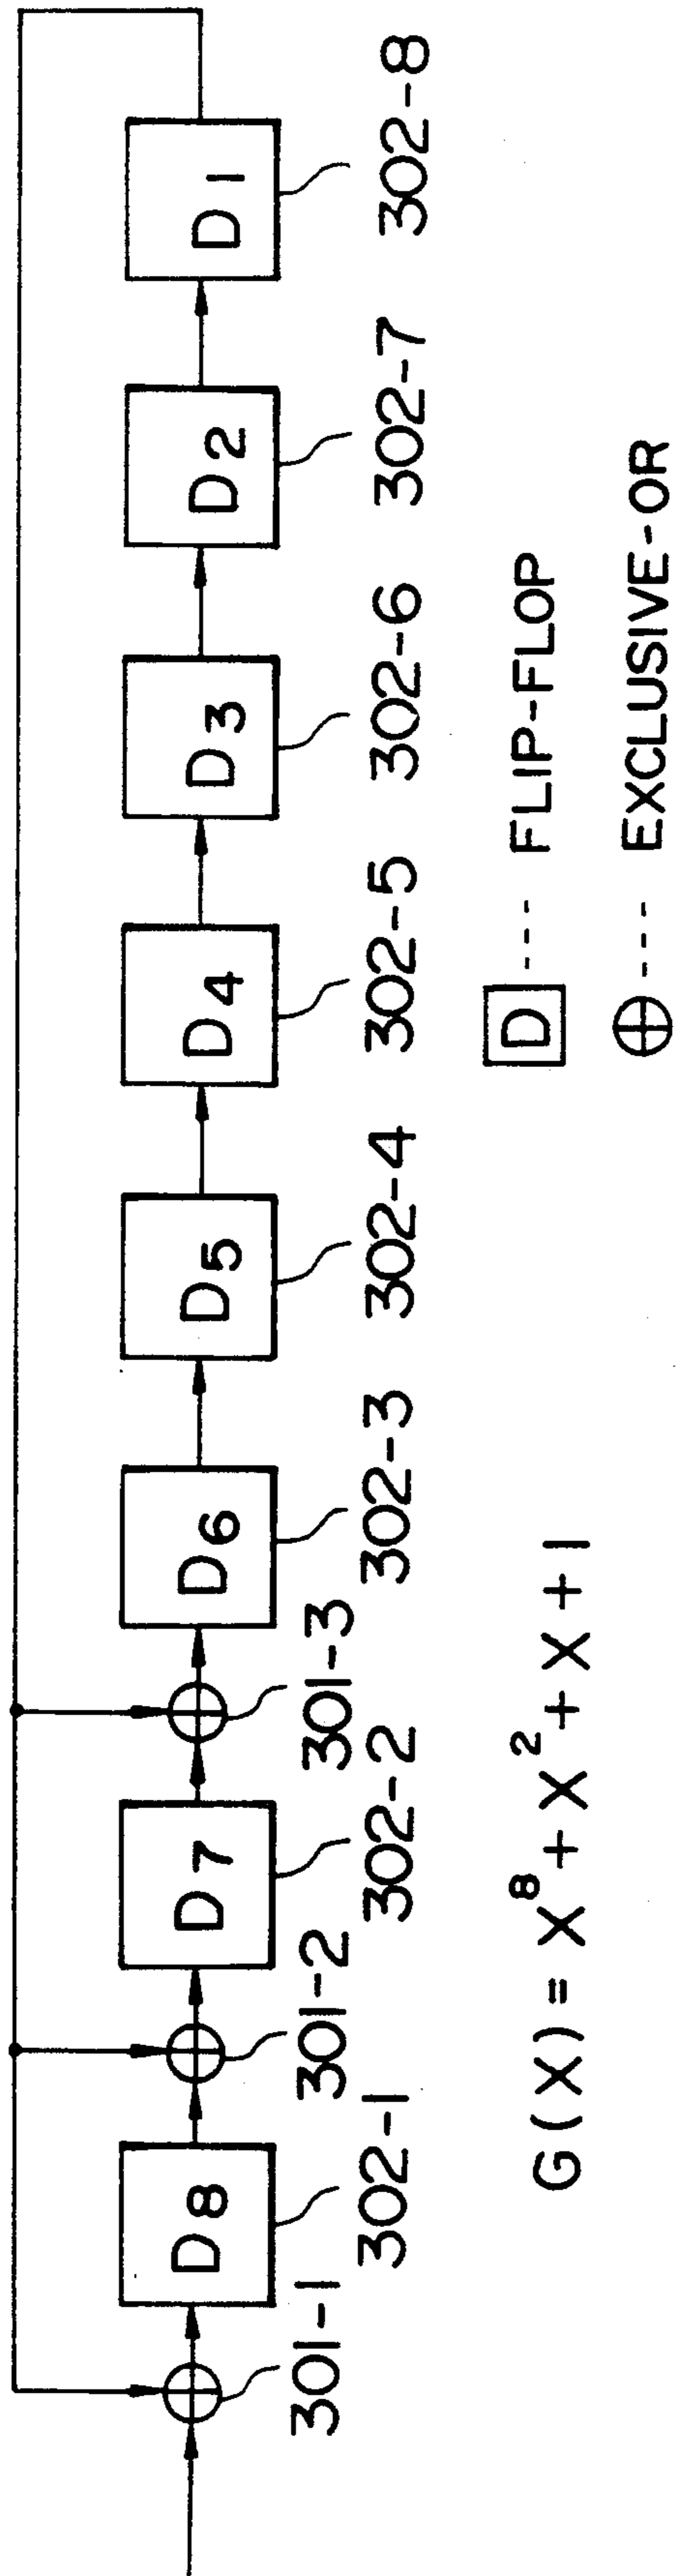 D8
D7
D6
D5
D4
D3
D2
D1
301-1
302-1
301-2
302-2
301-3
302-3
302-4
302-5
302-6
302-7
302-8
D --- FLIP-FLOP
⊕ --- EXCLUSIVE-OR
G(X) = X⁸ + X² + X + 1